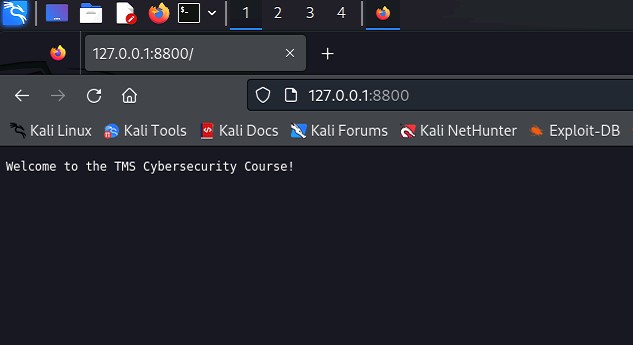 1 2 3 4
127.0.0.1:8800/
127.0.0.1:8800
Kali Linux Kali Tools Kali Docs Kali Forums Kali NetHunter Exploit-DB
Welcome to the TMS Cybersecurity Course!